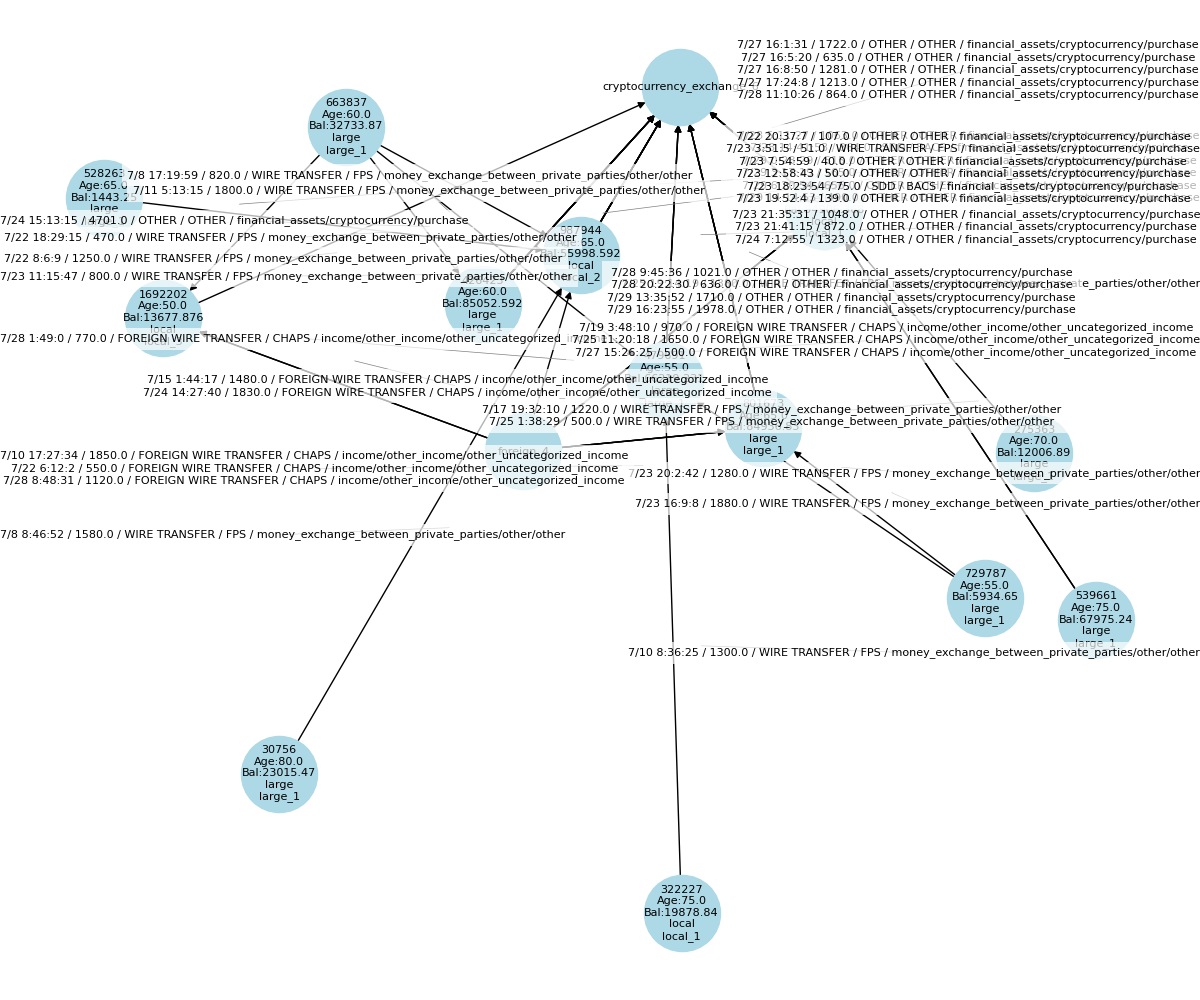 7/27 16:1:31 / 1722.0 / OTHER / OTHER / financial_assets/cryptocurrency/purchase
7/27 16:5:20 / 635.0 / OTHER / OTHER / financial_assets/cryptocurrency/purchase
7/27 16:8:50 / 1281.0 / OTHER / OTHER / financial_assets/cryptocurrency/purchase
7/27 17:24:8 / 1213.0 / OTHER / OTHER / financial_assets/cryptocurrency/purchase
7/28 11:10:26 / 864.0 / OTHER / OTHER / financial_assets/cryptocurrency/purchase
663837
Age:60.0
Bal:32733.87
large
large_1
7/22 20:37:7 / 107.0 / OTHER / OTHER / financial_assets/cryptocurrency/purchase
7/23 3:51:5 / 51.0 / WIRE TRANSFER / FPS / financial_assets/cryptocurrency/purchase
7/23 7:54:59 / 40.0 / OTHER / OTHER / financial_assets/cryptocurrency/purchase
7/23 12:58:43 / 50.0 / OTHER / OTHER / financial_assets/cryptocurrency/purchase
7/23 18:23:54 / 75.0 / SDDS / BACS / financial_assets/cryptocurrency/purchase
7/23 19:52:4 / 139.0 / OTHER / OTHER / financial_assets/cryptocurrency/purchase
528263
Age:65.0
large
7/8 17:19:59 / 820.0 / WIRE TRANSFER / FPS / money_exchange_between_private_parties/other/other
7/11 5:13:15 / 1800.0 / WIRE TRANSFER / FPS / money_exchange_between_private_parties/other/other
7/23 21:35:31 / 1048.0 / OTHER / OTHER / financial_assets/cryptocurrency/purchase
7/23 21:41:15 / 872.0 / OTHER / OTHER / financial_assets/cryptocurrency/purchase
7/24 7:12:55 / 1323.0 / OTHER / OTHER / financial_assets/cryptocurrency/purchase
7/24 15:13:15 / 4701.0 / OTHER / OTHER / financial_assets/cryptocurrency/purchase
7/22 18:29:15 / 470.0 / WIRE TRANSFER / FPS / money_exchange_between_private_parties/other/other
7/22 8:6:9 / 1250.0 / WIRE TRANSFER / FPS / money_exchange_between_private_parties/other/other
7/23 11:15:47 / 800.0 / WIRE TRANSFER / FPS / money_exchange_between_private_parties/other/other
local
7/28 9:45:36 / 1021.0 / OTHER / OTHER / financial_assets/cryptocurrency/purchase
7/28 20:22:30 / 636.0 / OTHER / OTHER / financial_assets/cryptocurrency/purchase
7/29 13:35:52 / 1710.0 / OTHER / OTHER / financial_assets/cryptocurrency/purchase
7/29 16:23:55 / 1978.0 / OTHER / OTHER / financial_assets/cryptocurrency/purchase
1692202
Age:50.0
Bal:13677.876
local
Age:60.0
Bal:85052.592
large
large_1
7/19 3:48:10 / 970.0 / FOREIGN WIRE TRANSFER / CHAPS / income/other_income/other_uncategorized_income
7/25 11:20:18 / 1650.0 / FOREIGN WIRE TRANSFER / CHAPS / income/other_income/other_uncategorized_income
7/27 15:26:25 / 500.0 / FOREIGN WIRE TRANSFER / CHAPS / income/other_income/other_uncategorized_income
7/28 1:49:0 / 770.0 / FOREIGN WIRE TRANSFER / CHAPS / income/other_income/other_uncategorized_income
Age:55.0
7/15 1:44:17 / 1480.0 / FOREIGN WIRE TRANSFER / CHAPS / income/other_income/other_uncategorized_income
7/24 14:27:40 / 1830.0 / FOREIGN WIRE TRANSFER / CHAPS / income/other_income/other_uncategorized_income
7/17 19:32:10 / 1220.0 / WIRE TRANSFER / FPS / money_exchange_between_private_parties/other/other
7/25 1:38:29 / 500.0 / WIRE TRANSFER / FPS / money_exchange_between_private_parties/other/other
large
large_1
275363
Age:70.0
Bal:12006.89
large
7/10 17:27:34 / 1850.0 / FOREIGN WIRE TRANSFER / CHAPS / income/other_income/other_uncategorized_income
7/22 6:12:2 / 550.0 / FOREIGN WIRE TRANSFER / CHAPS / income/other_income/other_uncategorized_income
7/28 8:48:31 / 1120.0 / FOREIGN WIRE TRANSFER / CHAPS / income/other_income/other_uncategorized_income
7/23 20:2:42 / 1280.0 / WIRE TRANSFER / FPS / money_exchange_between_private_parties/other/other
7/23 16:9:8 / 1880.0 / WIRE TRANSFER / FPS / money_exchange_between_private_parties/other/other
7/8 8:46:52 / 1580.0 / WIRE TRANSFER / FPS / money_exchange_between_private_parties/other/other
729787
Age:55.0
Bal:5934.65
large
large_1
539661
Age:75.0
Bal:67975.24
large
large_1
7/10 8:36:25 / 1300.0 / WIRE TRANSFER / FPS / money_exchange_between_private_parties/other/other
30756
Age:80.0
Bal:23015.47
large
large_1
322227
Age:75.0
Bal:19878.84
local
local_1